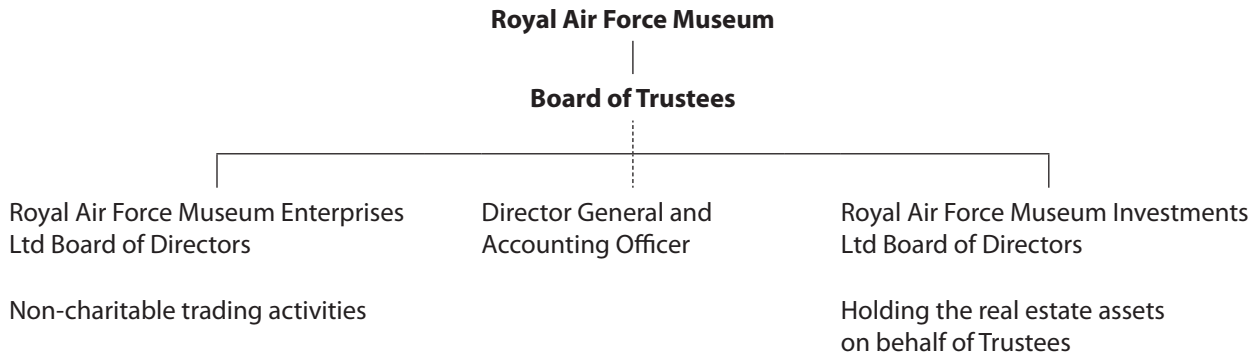 Royal Air Force Museum
Board of Trustees
Royal Air Force Museum Enterprises
Ltd Board of Directors
Non-charitable trading activities
Director General and
Accounting Officer
Royal Air Force Museum Investments
Ltd Board of Directors
Holding the real estate assets
on behalf of Trustees